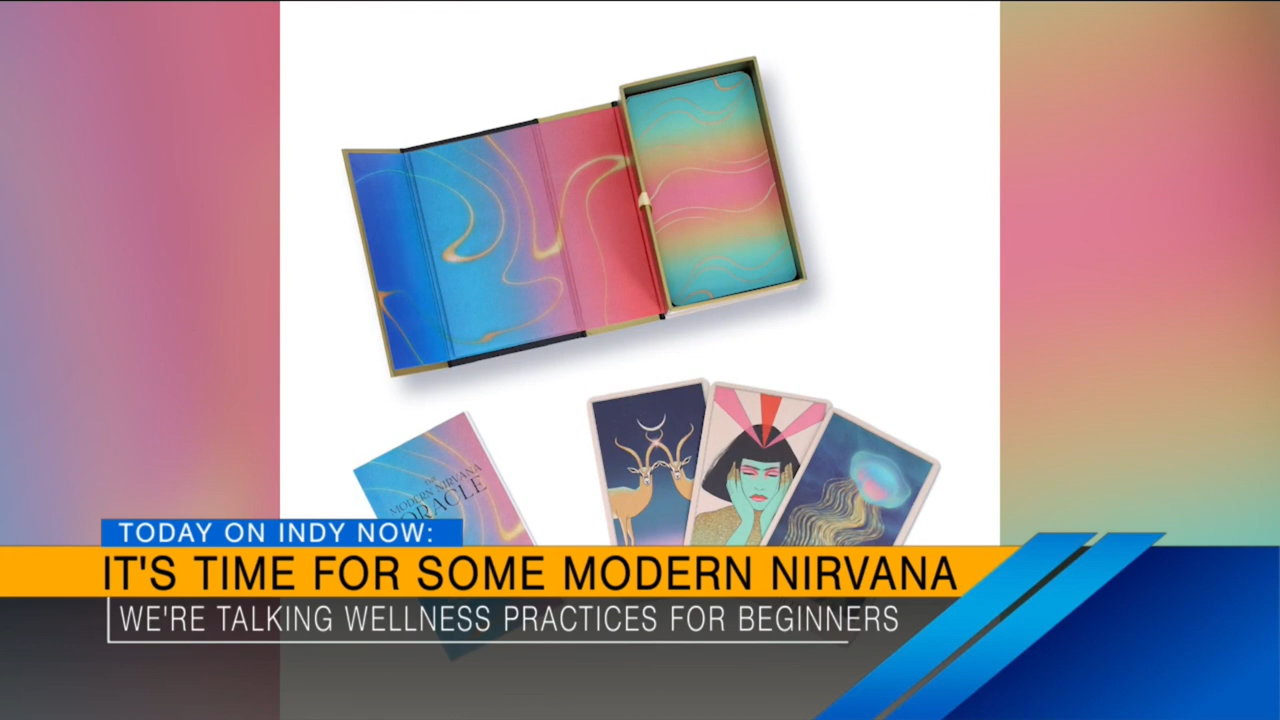 THE
MODERN NIRVANA
ORACLE
TODAY ON INDY NOW:
IT'S TIME FOR SOME MODERN NIRVANA
WE'RE TALKING WELLNESS PRACTICES FOR BEGINNERS